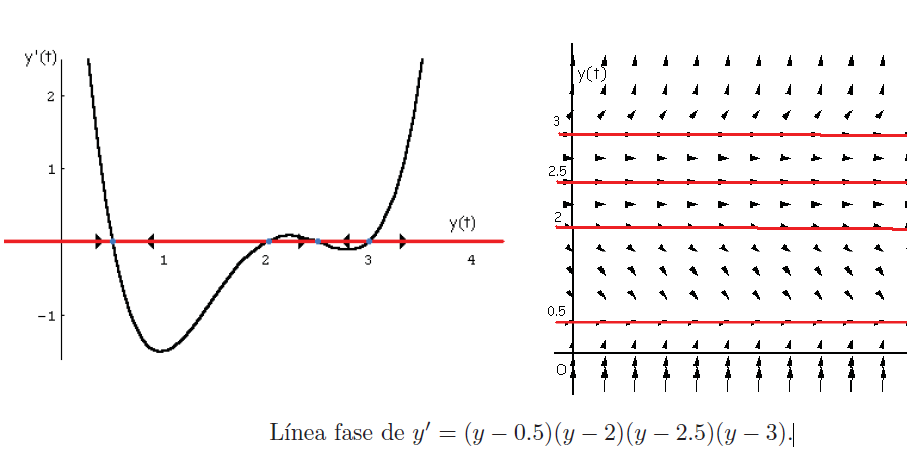 y'(t)
2
1
-1
y(t)
1 2 3 4
y(t)
3
2.5
2
0.5
O
Línea fase de y′ = (y − 0.5)(y − 2)(y − 2.5)(y − 3).